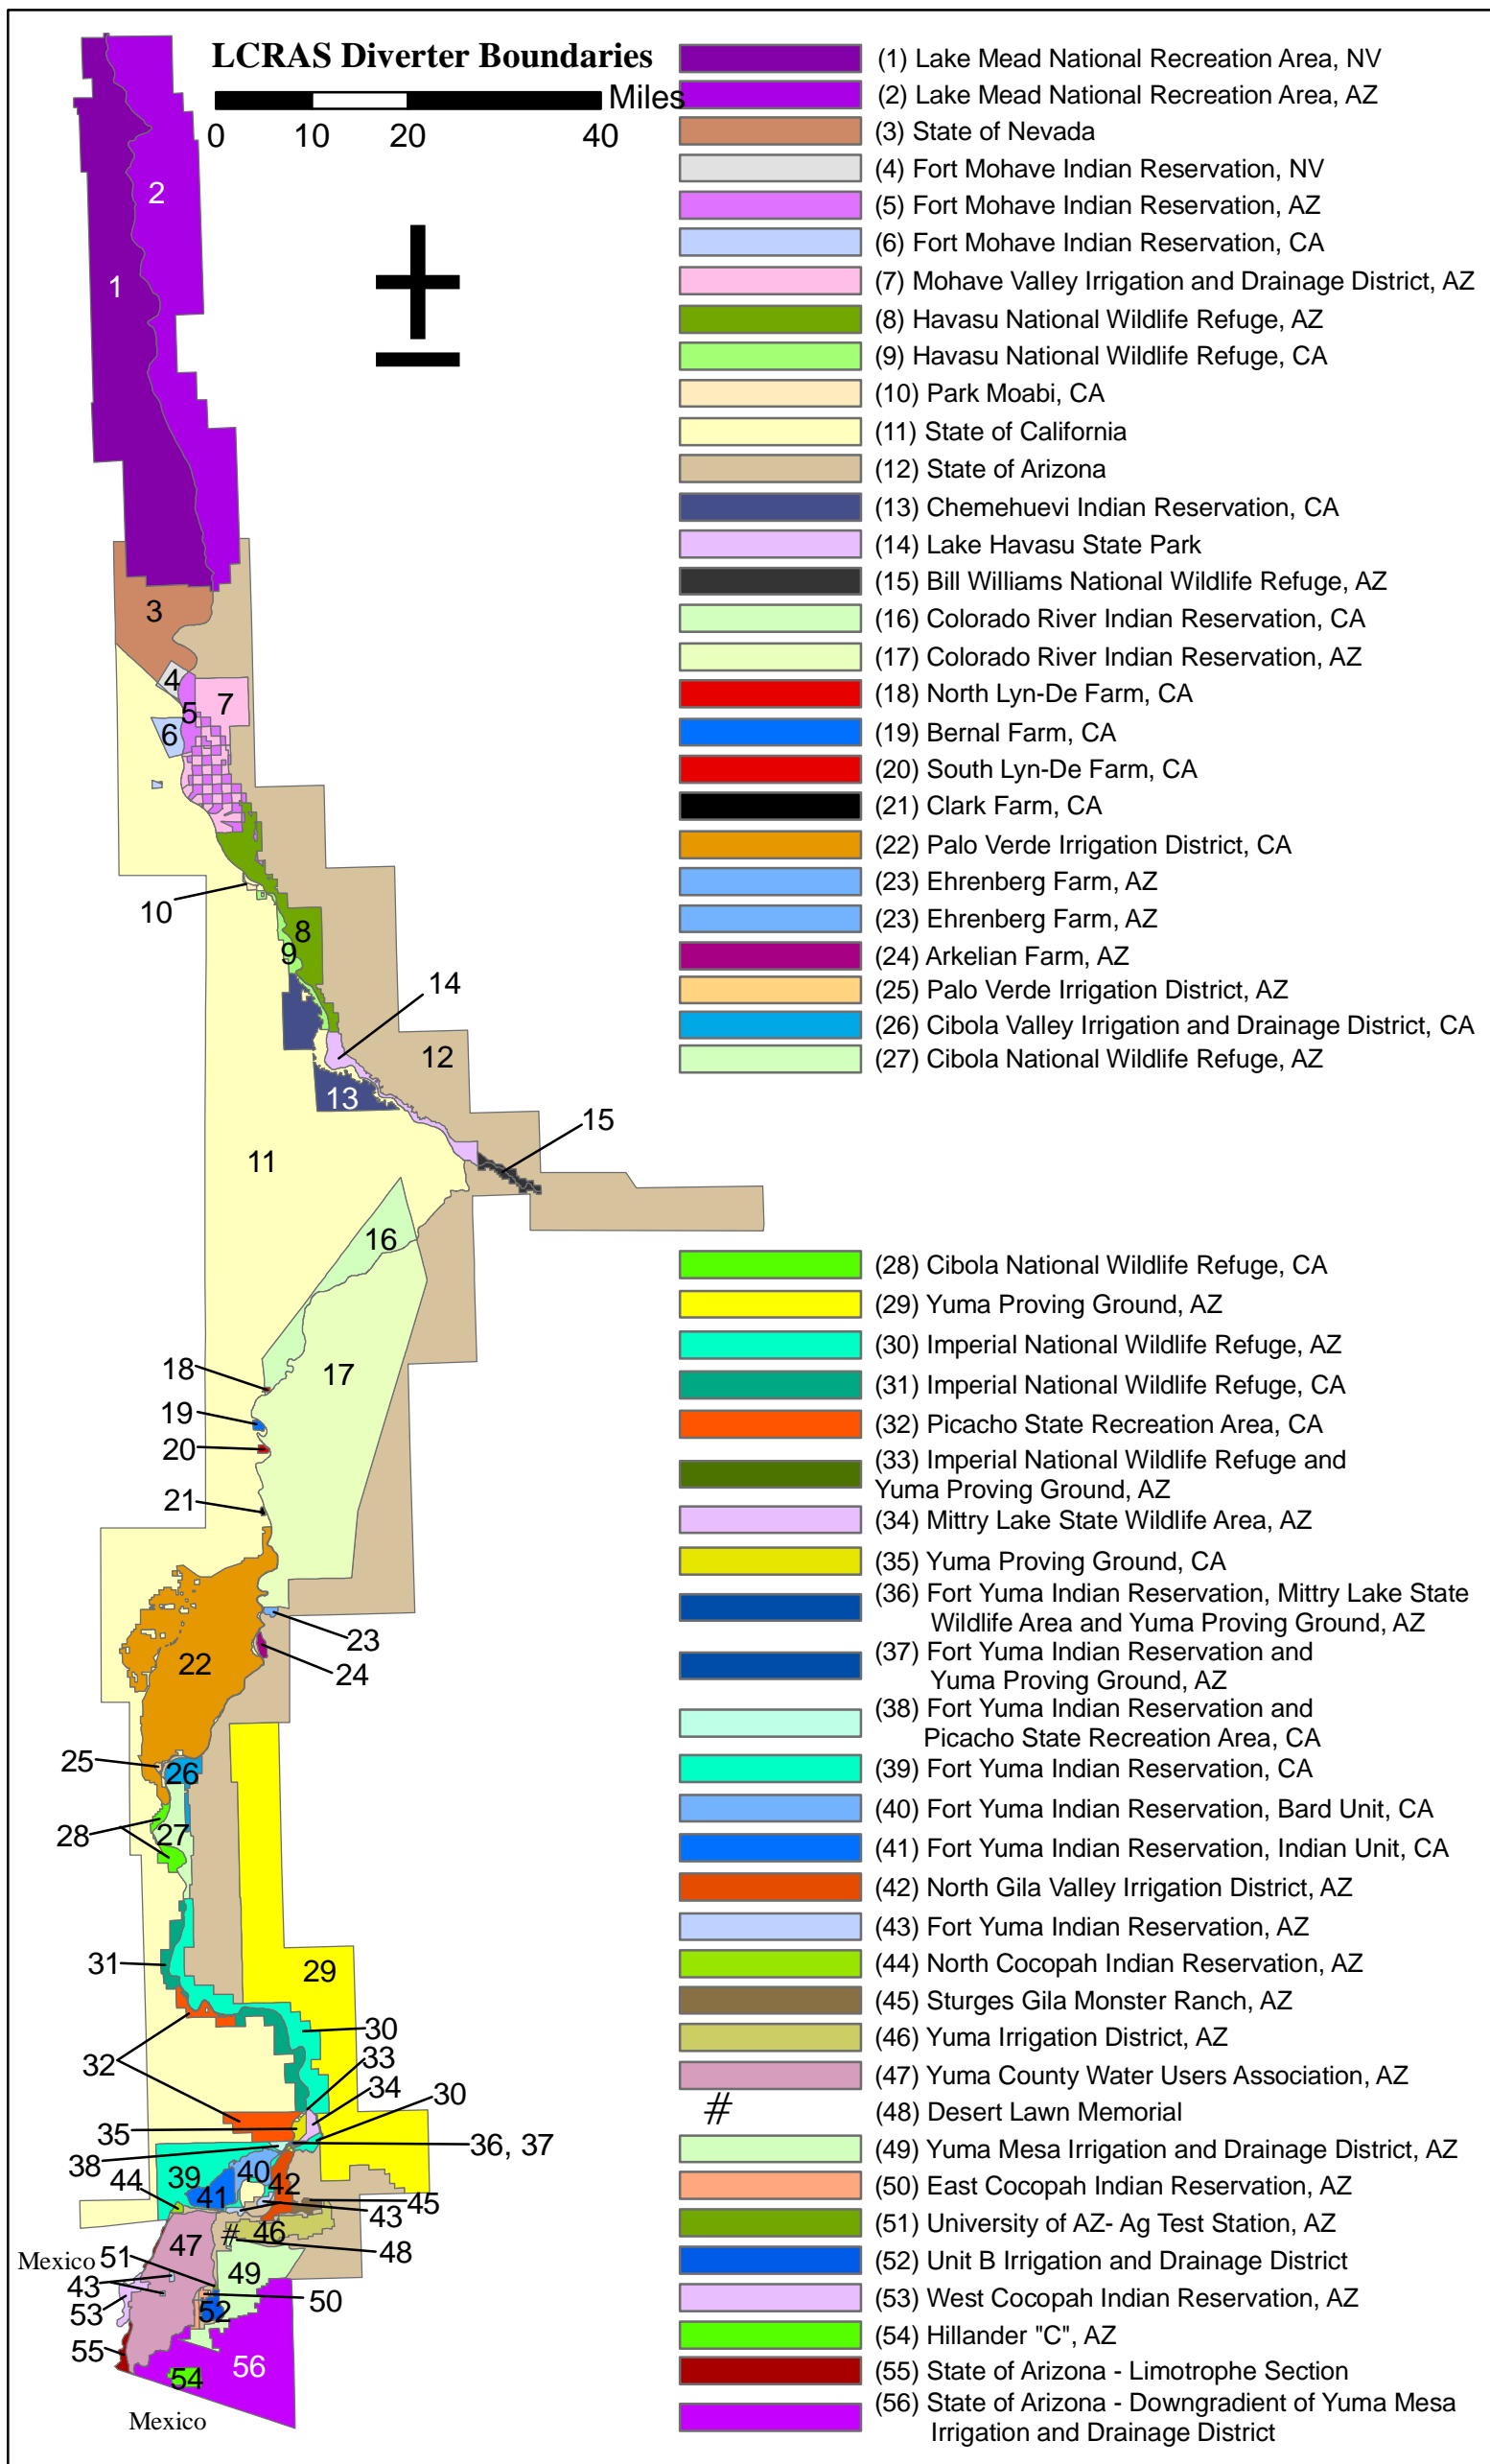 LCRAS Diverter Boundaries
Miles
0 10 20 40
(1) Lake Mead National Recreation Area, NV
(2) Lake Mead National Recreation Area, AZ
(3) State of Nevada
(4) Fort Mohave Indian Reservation, NV
(5) Fort Mohave Indian Reservation, AZ
(6) Fort Mohave Indian Reservation, CA
(7) Mohave Valley Irrigation and Drainage District, AZ
(8) Havasu National Wildlife Refuge, AZ
(9) Havasu National Wildlife Refuge, CA
(10) Park Moabi, CA
(11) State of California
(12) State of Arizona
(13) Chemehuevi Indian Reservation, CA
(14) Lake Havasu State Park
(15) Bill Williams National Wildlife Refuge, AZ
(16) Colorado River Indian Reservation, CA
(17) Colorado River Indian Reservation, AZ
(18) North Lyn-De Farm, CA
(19) Bernal Farm, CA
(20) South Lyn-De Farm, CA
(21) Clark Farm, CA
(22) Palo Verde Irrigation District, CA
(23) Ehrenberg Farm, AZ
(23) Ehrenberg Farm, AZ
(24) Arkelian Farm, AZ
(25) Palo Verde Irrigation District, AZ
(26) Cibola Valley Irrigation and Drainage District, CA
(27) Cibola National Wildlife Refuge, AZ
(28) Cibola National Wildlife Refuge, CA
(29) Yuma Proving Ground, AZ
(30) Imperial National Wildlife Refuge, AZ
(31) Imperial National Wildlife Refuge, CA
(32) Picacho State Recreation Area, CA
(33) Imperial National Wildlife Refuge and
Yuma Proving Ground, AZ
(34) Mittry Lake State Wildlife Area, AZ
(35) Yuma Proving Ground, CA
(36) Fort Yuma Indian Reservation, Mittry Lake State
Wildlife Area and Yuma Proving Ground, AZ
(37) Fort Yuma Indian Reservation and
Yuma Proving Ground, AZ
(38) Fort Yuma Indian Reservation and
Picacho State Recreation Area, CA
(39) Fort Yuma Indian Reservation, CA
(40) Fort Yuma Indian Reservation, Bard Unit, CA
(41) Fort Yuma Indian Reservation, Indian Unit, CA
(42) North Gila Valley Irrigation District, AZ
(43) Fort Yuma Indian Reservation, AZ
(44) North Cocopah Indian Reservation, AZ
(45) Sturges Gila Monster Ranch, AZ
(46) Yuma Irrigation District, AZ
(47) Yuma County Water Users Association, AZ
# (48) Desert Lawn Memorial
(49) Yuma Mesa Irrigation and Drainage District, AZ
(50) East Cocopah Indian Reservation, AZ
(51) University of AZ- Ag Test Station, AZ
(52) Unit B Irrigation and Drainage District
(53) West Cocopah Indian Reservation, AZ
(54) Hillander "C", AZ
(55) State of Arizona - Limotrophe Section
(56) State of Arizona - Downgradient of Yuma Mesa
Irrigation and Drainage District
2
1
3
4
5
7
6
10
8
9
14
12
13
15
11
16
17
18
19
20
21
23
22
24
25
26
28
27
31
29
30
32
33
34
30
35
36, 37
38
40
39
42
44
41
45
43
46
#
48
47
Mexico
51
49
43
50
53
52
55
56
54
Mexico